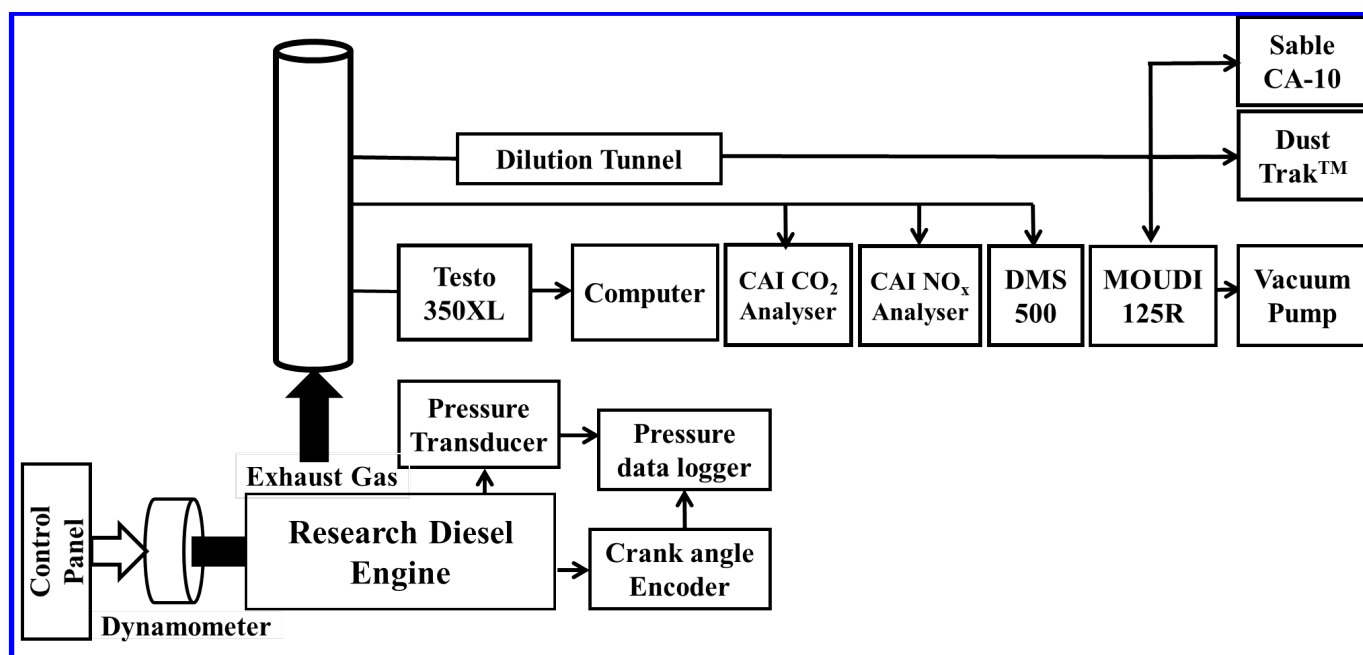 Sable
CA-10
Dust
Trak™
Dilution Tunnel
Testo
350XL
Computer
CAI CO₂
Analyser
CAI NOₓ
Analyser
DMS
500
MOUDI
125R
Vacuum
Pump
Pressure
Transducer
Pressure
data logger
Exhaust Gas
Control
Panel
Research Diesel
Engine
Crank angle
Encoder
Dynamometer